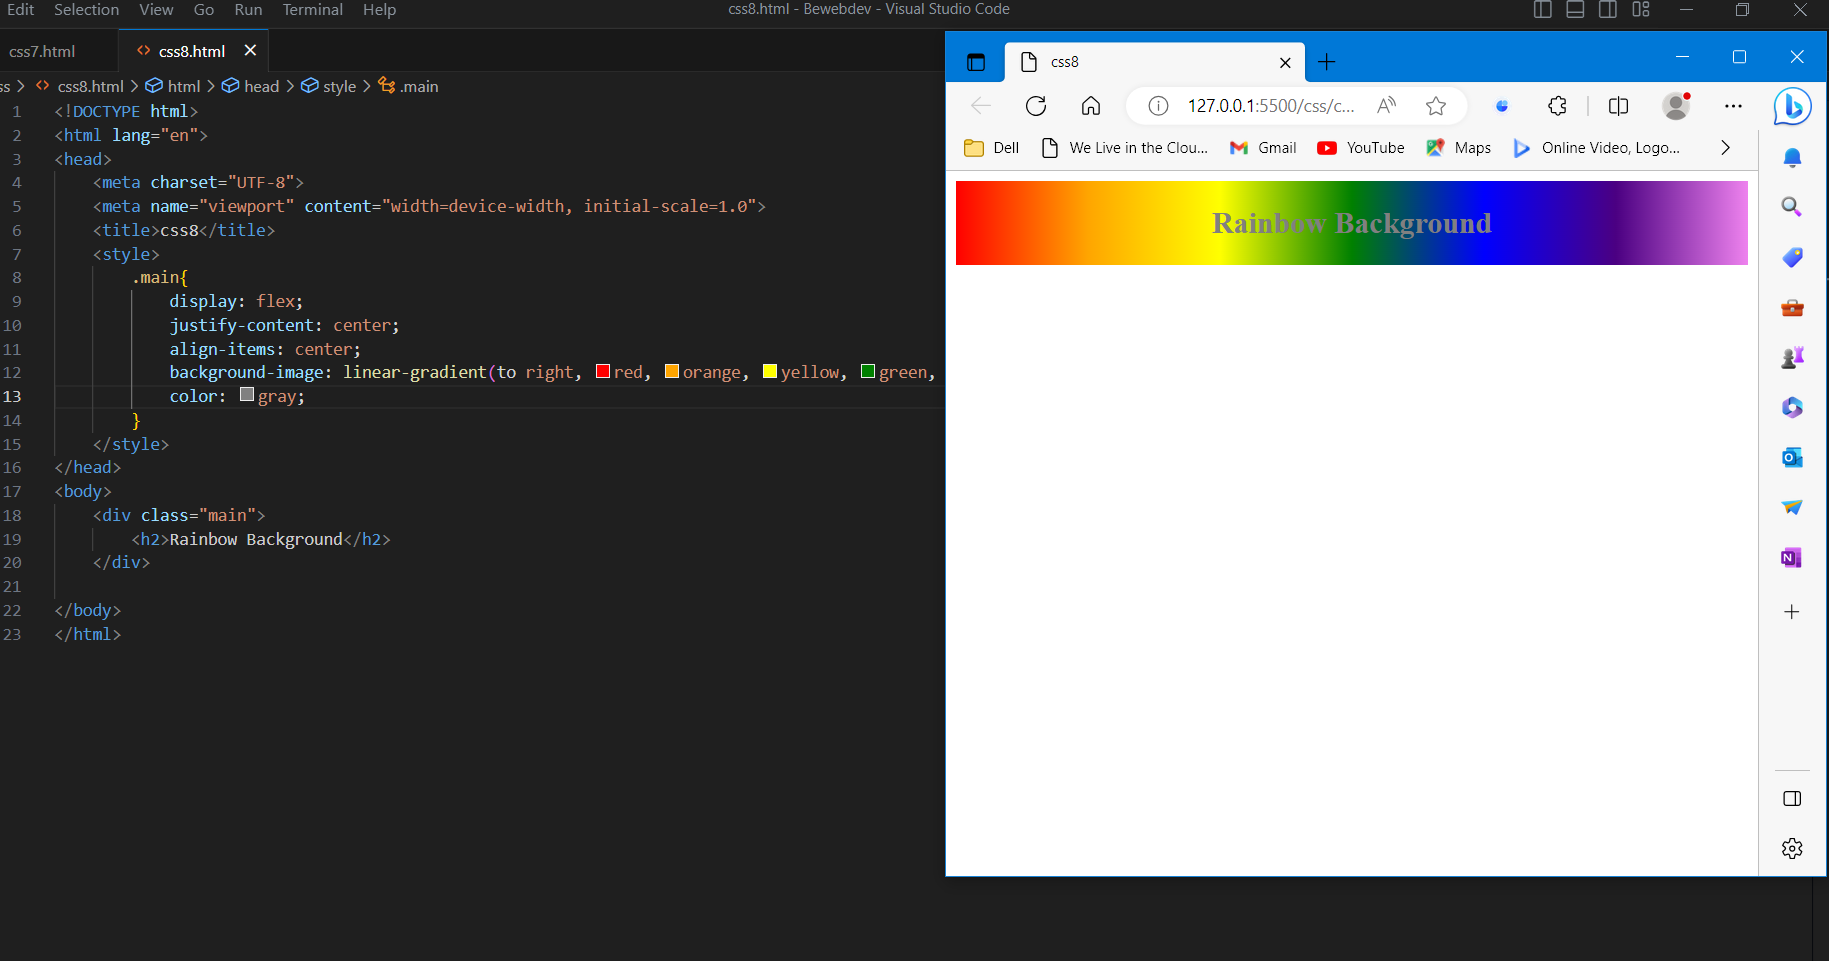 Edit Selection View Go Run Terminal Help
css8.html - Bewebdev - Visual Studio Code
css7.html
<> css8.html
ss > <> css8.html > html > head > style > .main
1 <!DOCTYPE html>
2 <html lang="en">
3 <head>
4 <meta charset="UTF-8">
5 <meta name="viewport" content="width=device-width, initial-scale=1.0">
6 <title>css8</title>
7 <style>
8 .main{
9 display: flex;
10 justify-content: center;
11 align-items: center;
12 background-image: linear-gradient(to right, red, orange, yellow, green,
13 color: gray;
14 }
15 </style>
16 </head>
17 <body>
18 <div class="main">
19 <h2>Rainbow Background</h2>
20 </div>
21
22 </body>
23 </html>
css8
127.0.0.1:5500/css/c...
Dell We Live in the Clou... Gmail YouTube Maps Online Video, Logo...
Rainbow Background